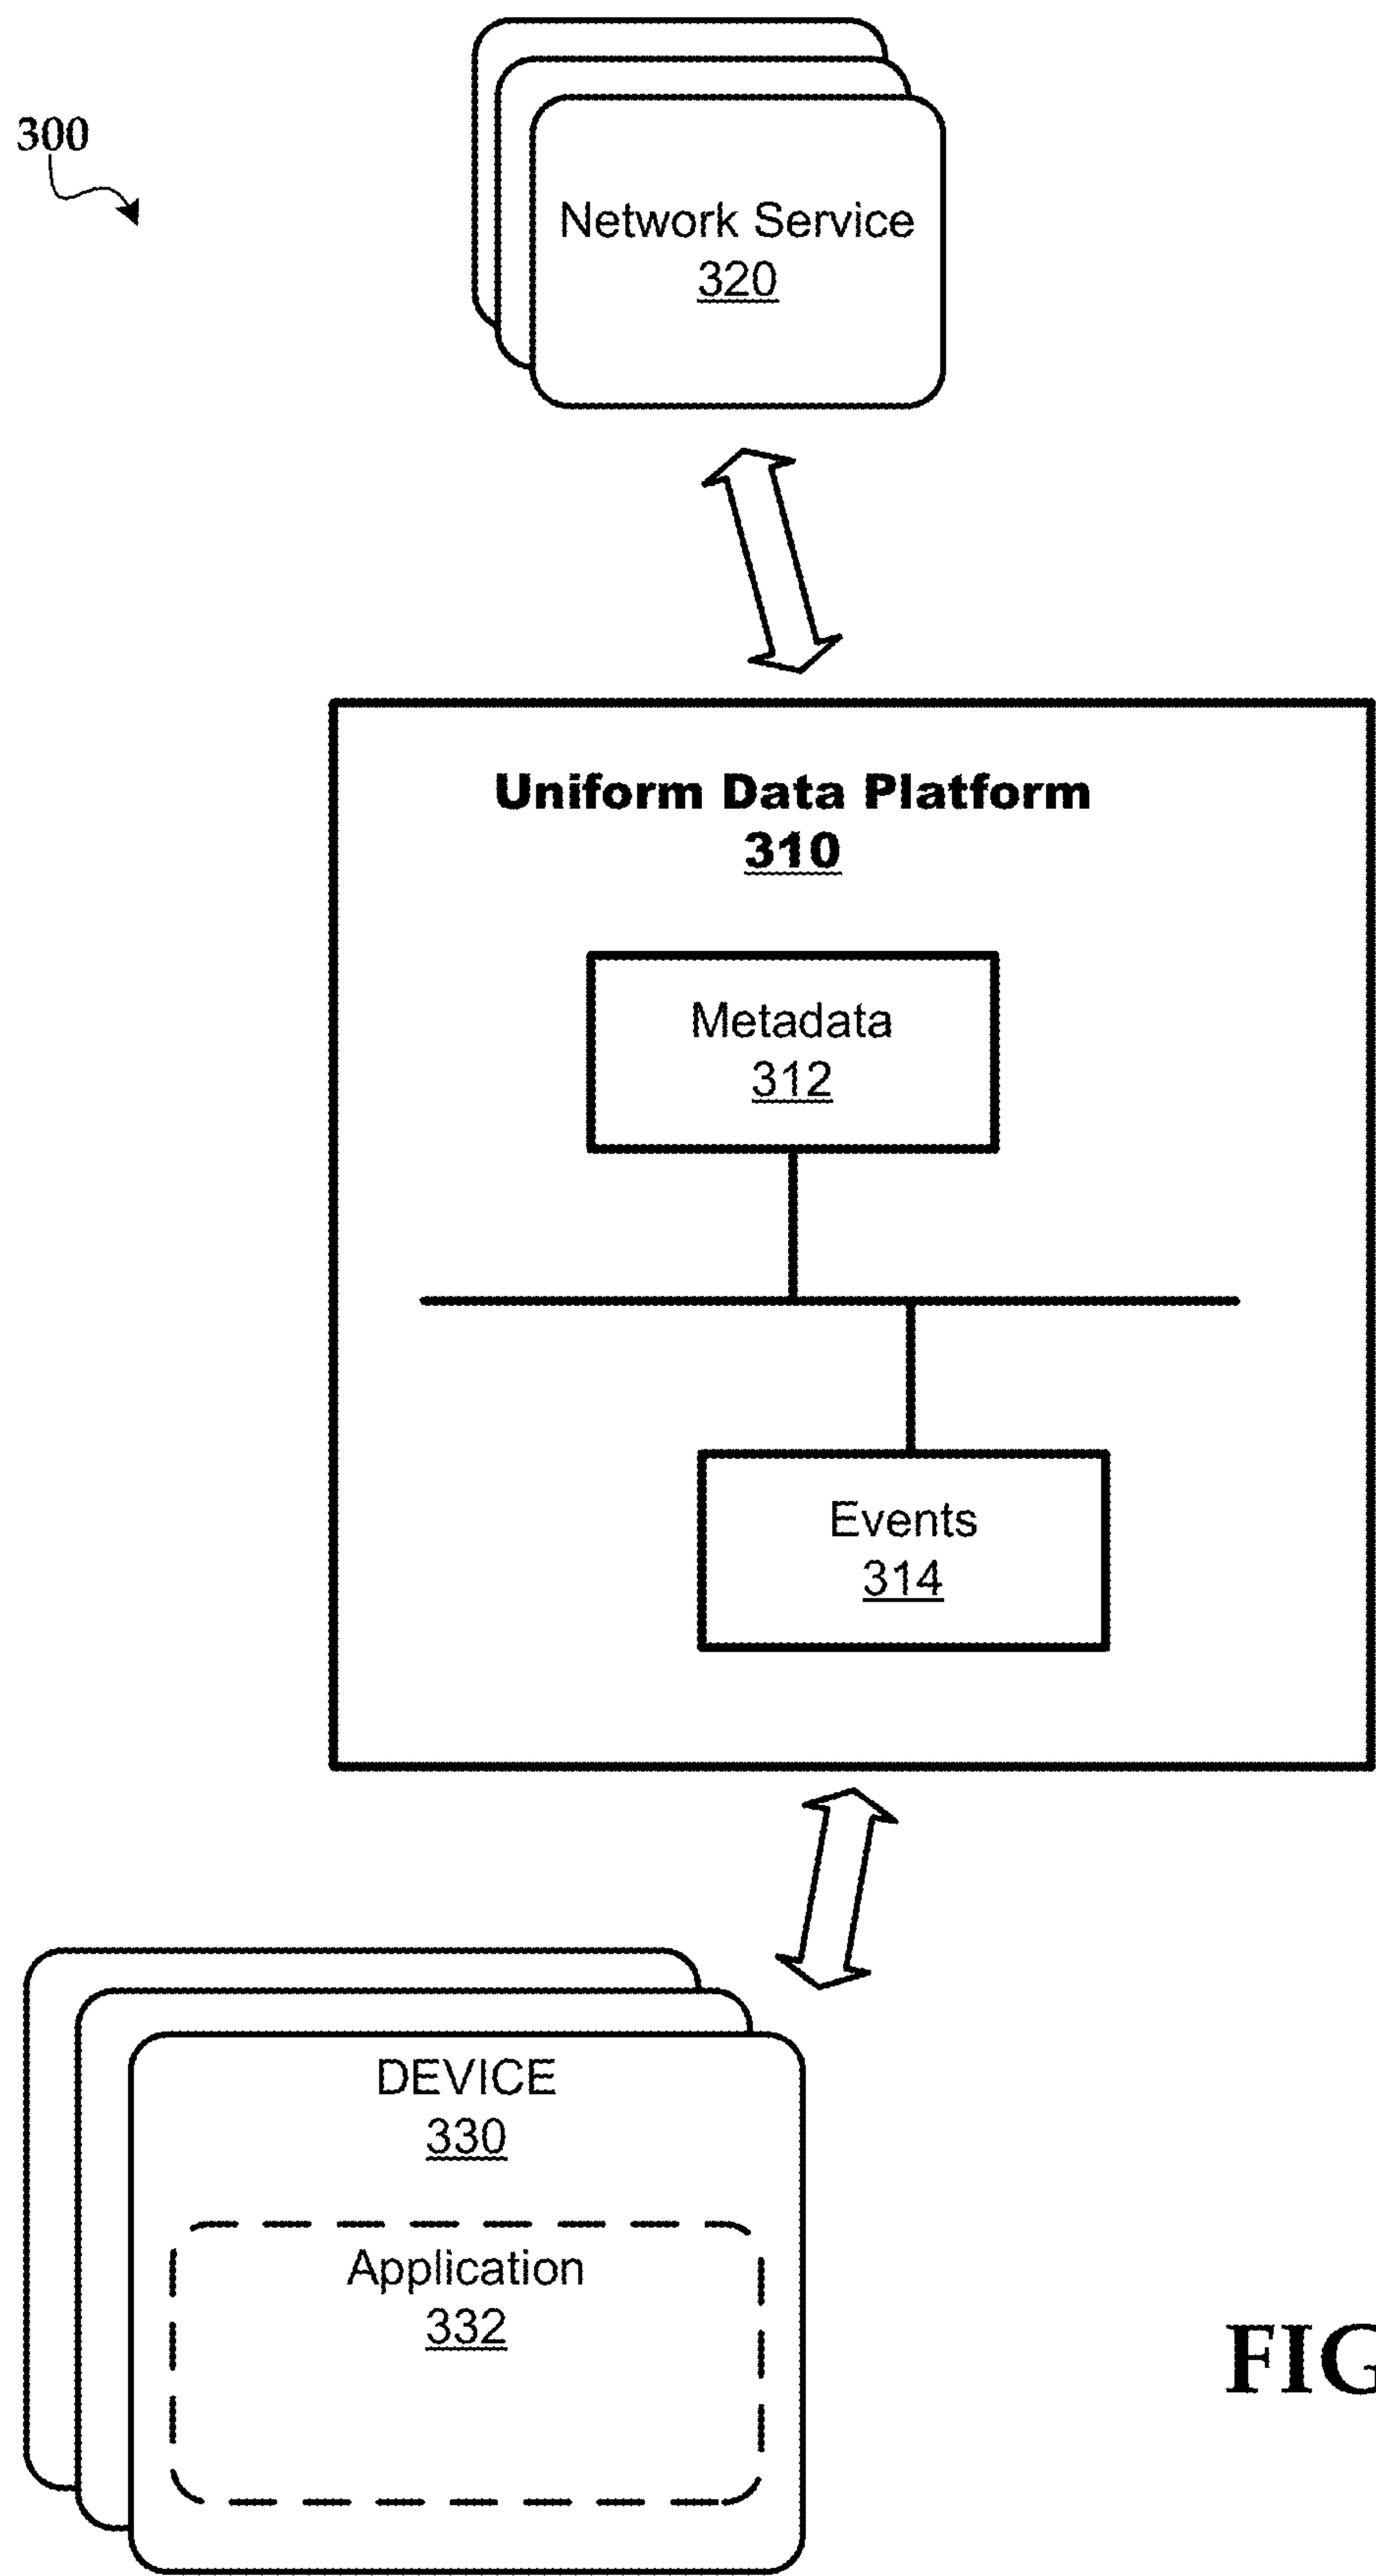 300
Network Service
320
Uniform Data Platform
310
Metadata
312
Events
314
DEVICE
330
Application
332
FIG